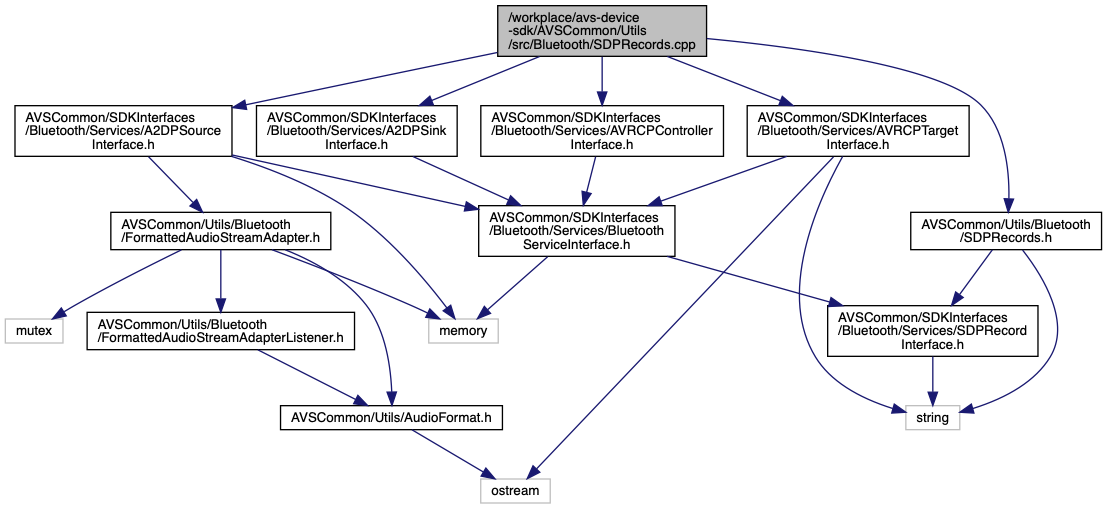 /workplace/avs-device
-sdk/AVSCommon/Utils
/src/Bluetooth/SDPRecords.cpp
AVSCommon/SDKInterfaces
/Bluetooth/Services/A2DPSource
Interface.h
AVSCommon/SDKInterfaces
/Bluetooth/Services/A2DPSink
Interface.h
AVSCommon/SDKInterfaces
/Bluetooth/Services/AVRCPController
Interface.h
AVSCommon/SDKInterfaces
/Bluetooth/Services/AVRCPTarget
Interface.h
AVSCommon/Utils/Bluetooth
/FormattedAudioStreamAdapter.h
AVSCommon/SDKInterfaces
/Bluetooth/Services/Bluetooth
ServiceInterface.h
AVSCommon/Utils/Bluetooth
/SDPRecords.h
mutex
AVSCommon/Utils/Bluetooth
/FormattedAudioStreamAdapterListener.h
memory
AVSCommon/SDKInterfaces
/Bluetooth/Services/SDPRecord
Interface.h
AVSCommon/Utils/AudioFormat.h
string
ostream